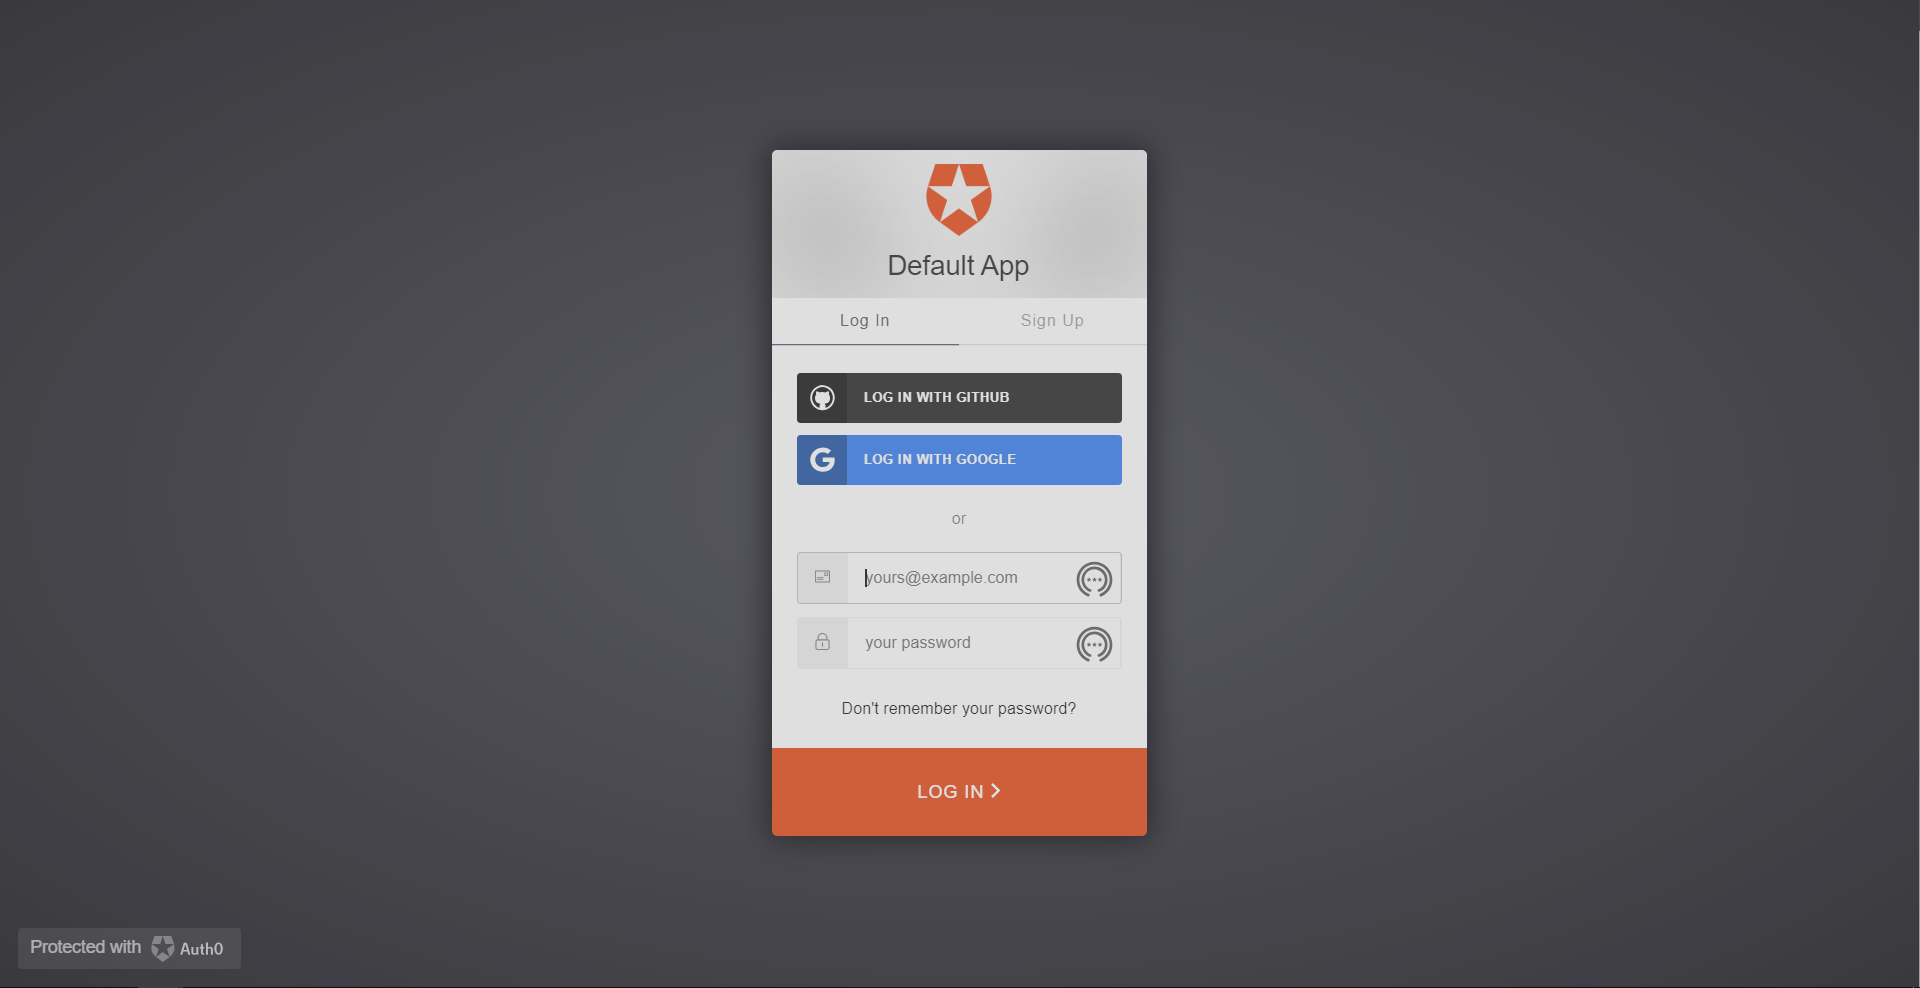 Default App
Log In
Sign Up
LOG IN WITH GITHUB
LOG IN WITH GOOGLE
or
yours@example.com
your password
Don't remember your password?
LOG IN
Protected with Auth0